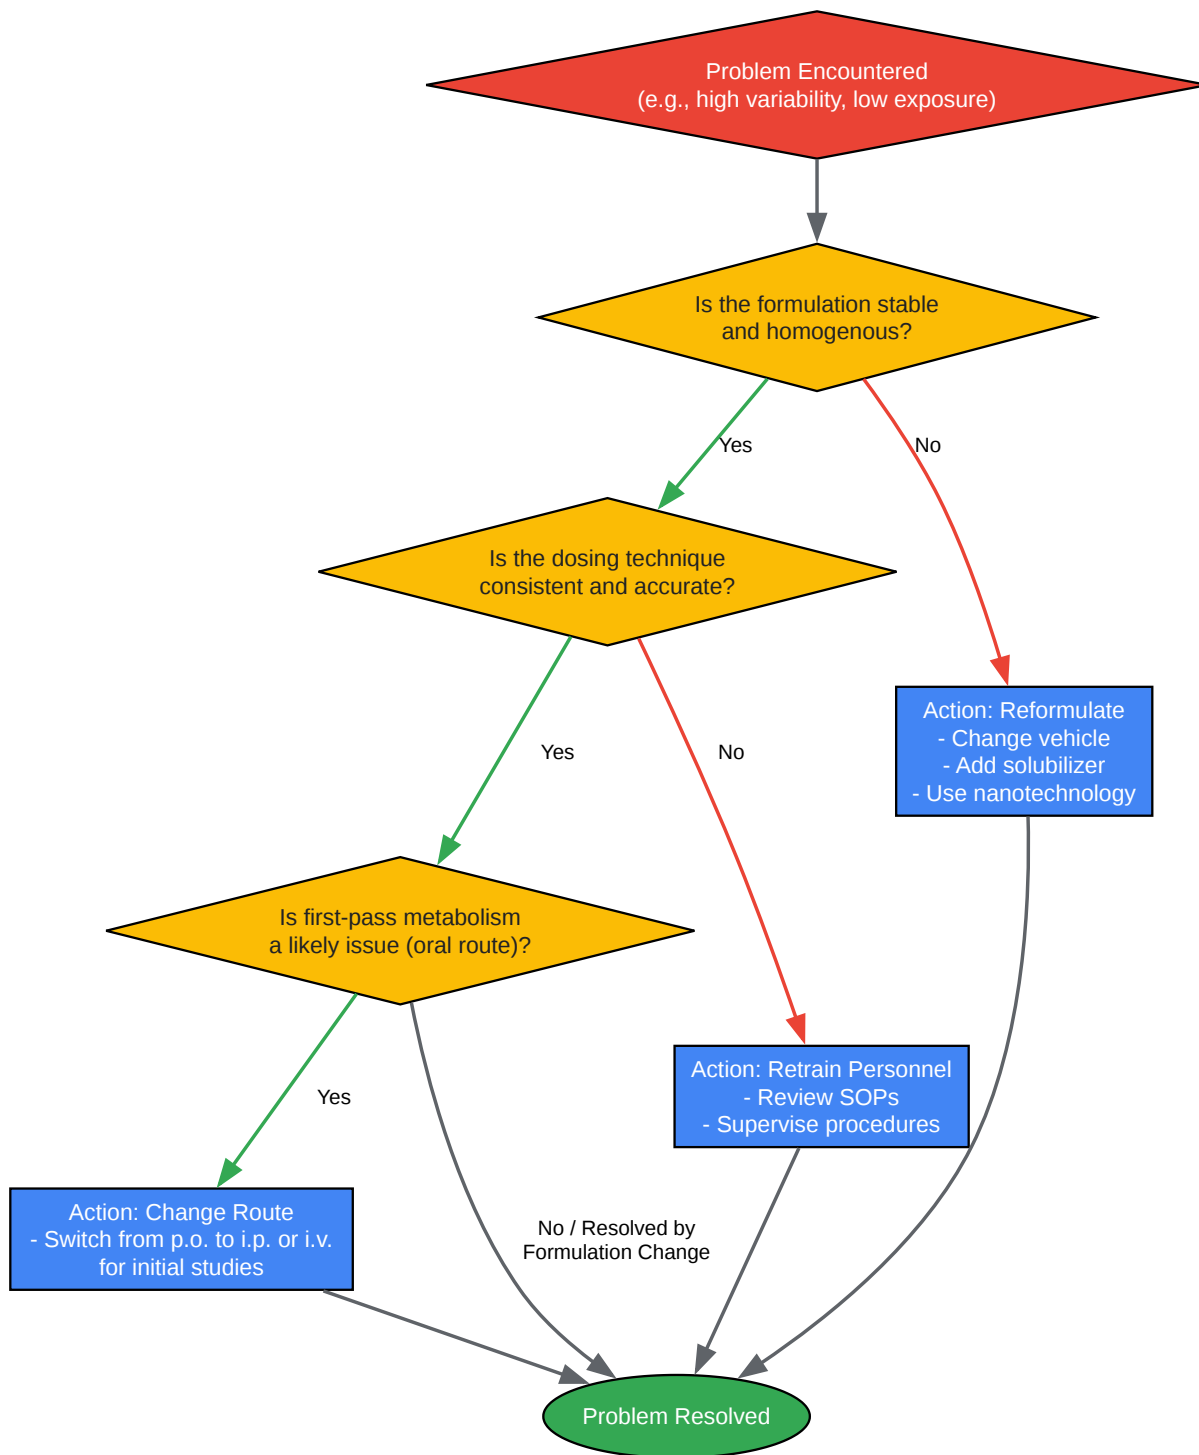 Problem Encountered
(e.g., high variability, low exposure)
Is the formulation stable
and homogenous?
Yes
No
Is the dosing technique
consistent and accurate?
Action: Reformulate
- Change vehicle
- Add solubilizer
- Use nanotechnology
Yes
No
Is first-pass metabolism
a likely issue (oral route)?
Action: Retrain Personnel
- Review SOPs
- Supervise procedures
Yes
Action: Change Route
- Switch from p.o. to i.p. or i.v.
for initial studies
No / Resolved by
Formulation Change
Problem Resolved